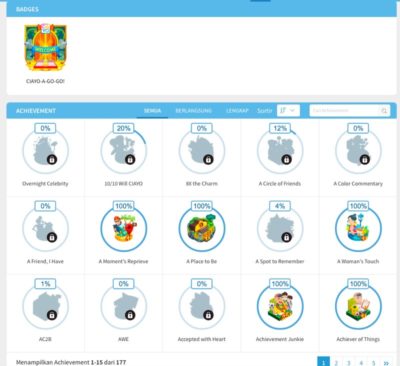 BADGES
WELCOME
CIAYO-A-GO-GO!
ACHIEVEMENT
SEMUA BERLANGSUNG LENGKAP Sortir Cari Achievement
0% 20% 0% 12% 0%
Overnight Celebrity 10/10 Will CIAYO XX the Charm A Circle of Friends A Color Commentary
0% 100% 100% 4% 100%
A Friend, I Have A Moment's Reprieve A Place to Be A Spot to Remember A Woman's Touch
1% 0% 0% 100% 100%
AC2B AWE Accepted with Heart Achievement Junkie Achiever of Things
Menampilkan Achievement 1-15 dari 177 1 2 3 4 5 »